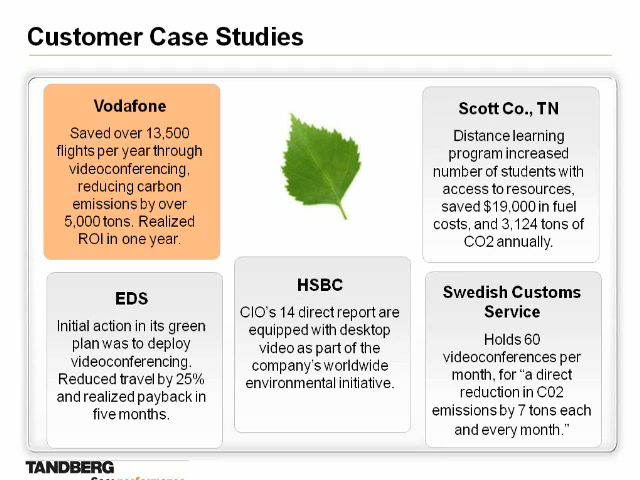 Customer Case Studies
Vodafone
Saved over 13,500
flights per year through
videoconferencing,
reducing carbon
emissions by over
5,000 tons. Realized
ROI in one year.
Scott Co., TN
Distance learning
program increased
number of students with
access to resources,
saved $19,000 in fuel
costs, and 3,124 tons of
CO2 annually.
EDS
Initial action in its green
plan was to deploy
videoconferencing.
Reduced travel by 25%
and realized payback in
five months.
HSBC
CIO's 14 direct report are
equipped with desktop
video as part of the
company's worldwide
environmental initiative.
Swedish Customs
Service
Holds 60
videoconferences per
month, for “a direct
reduction in C02
emissions by 7 tons each
and every month.”
TANDBERG